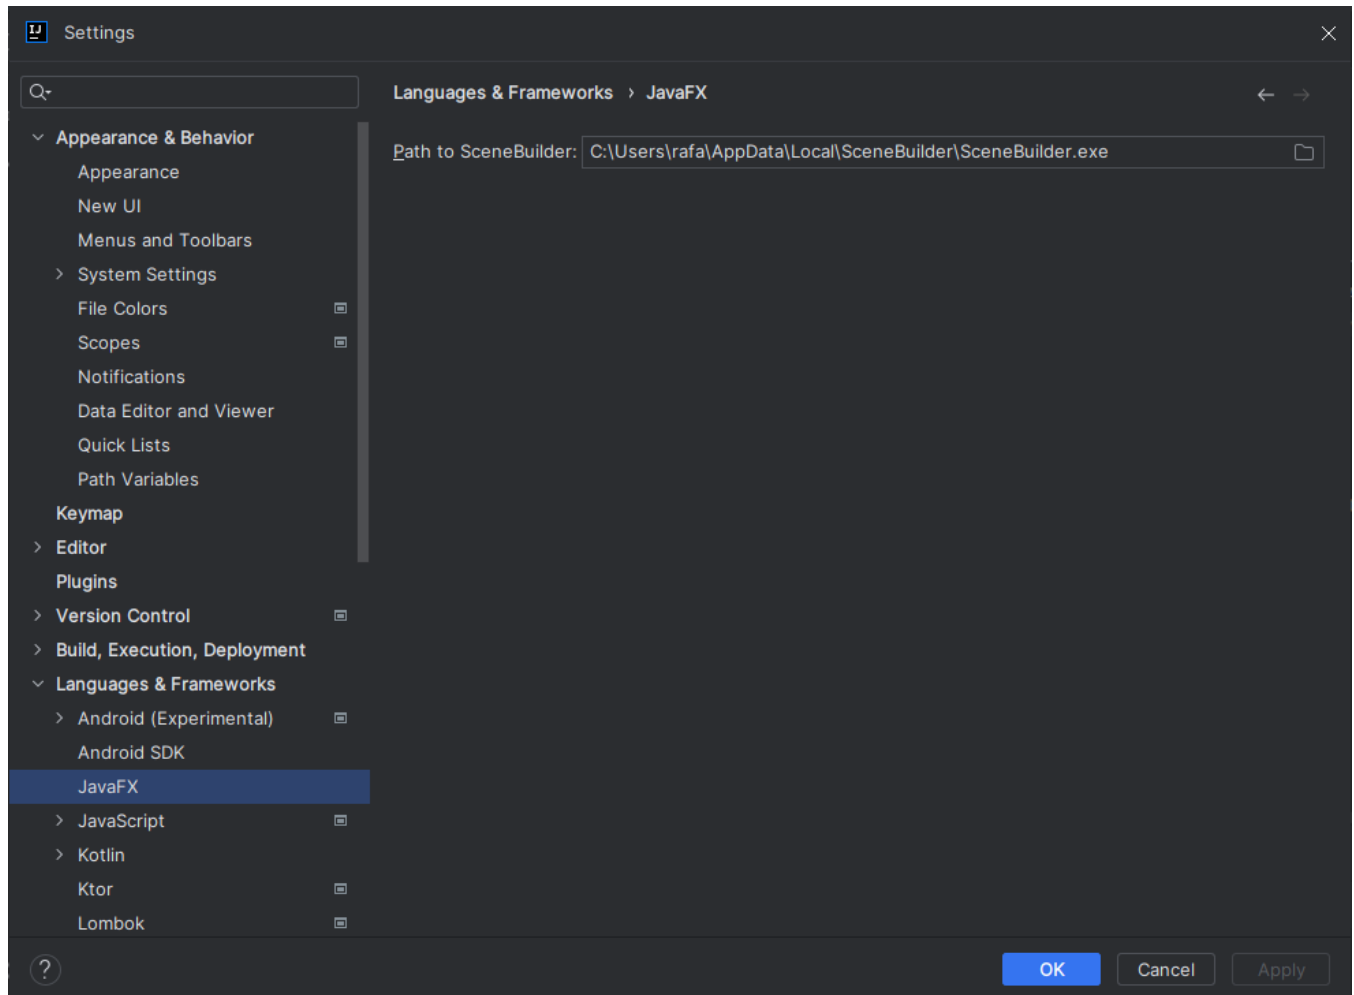 IJ
Settings
Languages & Frameworks › JavaFX
Path to SceneBuilder: C:\Users\rafa\AppData\Local\SceneBuilder\SceneBuilder.exe
Appearance & Behavior
Appearance
New UI
Menus and Toolbars
System Settings
File Colors
Scopes
Notifications
Data Editor and Viewer
Quick Lists
Path Variables
Keymap
Editor
Plugins
Version Control
Build, Execution, Deployment
Languages & Frameworks
Android (Experimental)
Android SDK
JavaFX
JavaScript
Kotlin
Ktor
Lombok
?
OK
Cancel
Apply